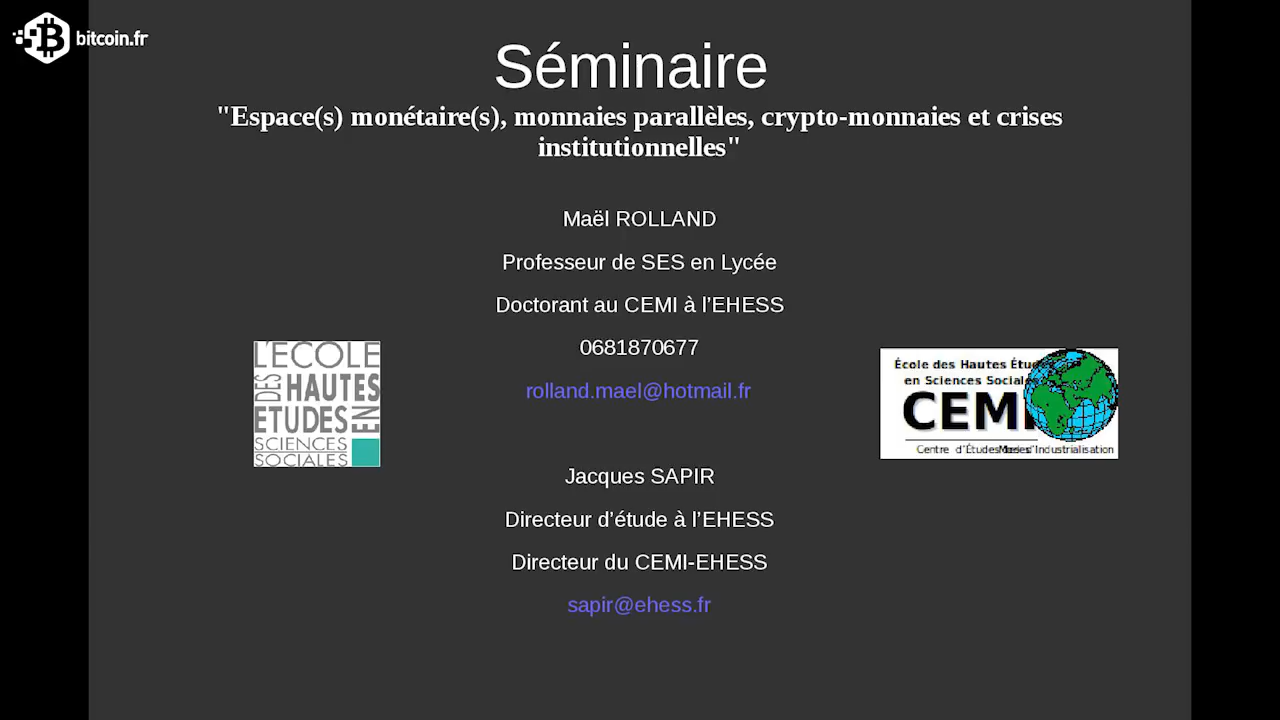 bitcoin.fr
Séminaire
"Espace(s) monétaire(s), monnaies parallèles, crypto-monnaies et crises
institutionnelles"
Maël ROLLAND
Professeur de SES en Lycée
Doctorant au CEMI à l’EHESS
0681870677
rolland.mael@hotmail.fr
L'ECOLE
DES HAUTES
ETUDES EN
SCIENCES
SOCIALES
École des Hautes Étu
en Sciences Sociale
CEMI
Centre d'Études
d'Industrialisation
Jacques SAPIR
Directeur d’étude à l’EHESS
Directeur du CEMI-EHESS
sapir@ehess.fr